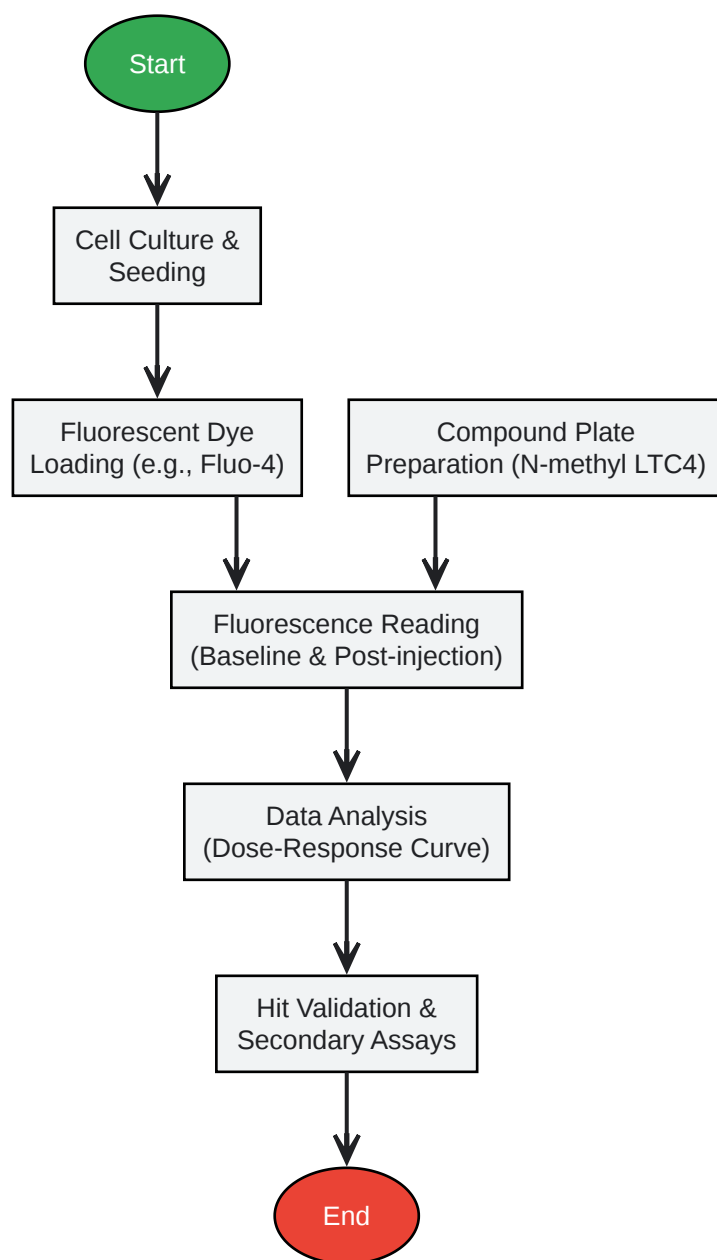 Start
Cell Culture &
Seeding
Fluorescent Dye
Loading (e.g., Fluo-4)
Compound Plate
Preparation (N-methyl LTC4)
Fluorescence Reading
(Baseline & Post-injection)
Data Analysis
(Dose-Response Curve)
Hit Validation &
Secondary Assays
End